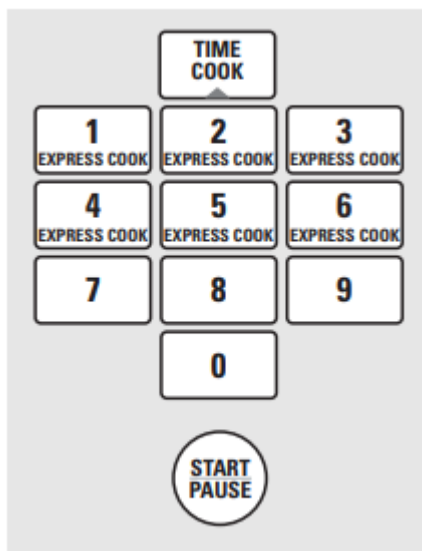 TIME
COOK
1 2 3
EXPRESS COOK EXPRESS COOK EXPRESS COOK
4 5 6
EXPRESS COOK EXPRESS COOK EXPRESS COOK
7 8 9
0
START
PAUSE